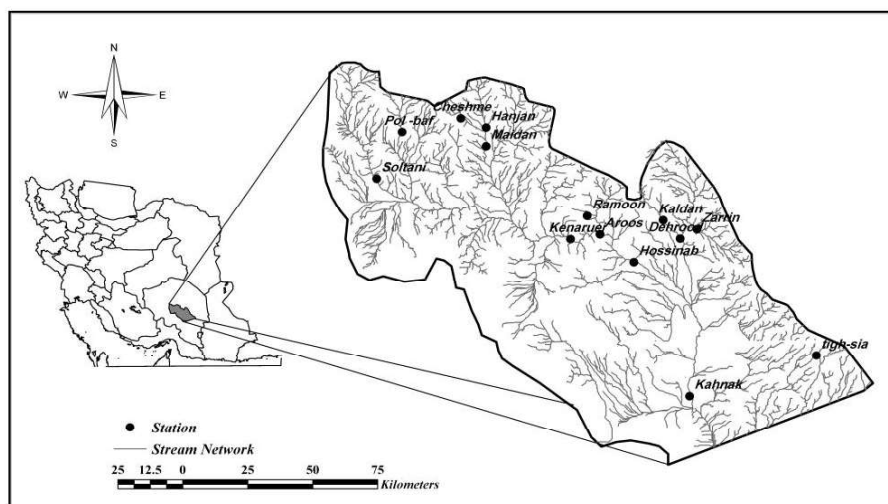 N
W E
S
Cheshme
Hanjan
Pol -baf
Maidan
Soltani
Ramoon
Kaldan
Zarrin
Aroos
Kenaruei
Dehrood
Hossinab
tigh-sia
Kahnak
Station
Stream Network
25 12.5 0 25 50 75
Kilometers